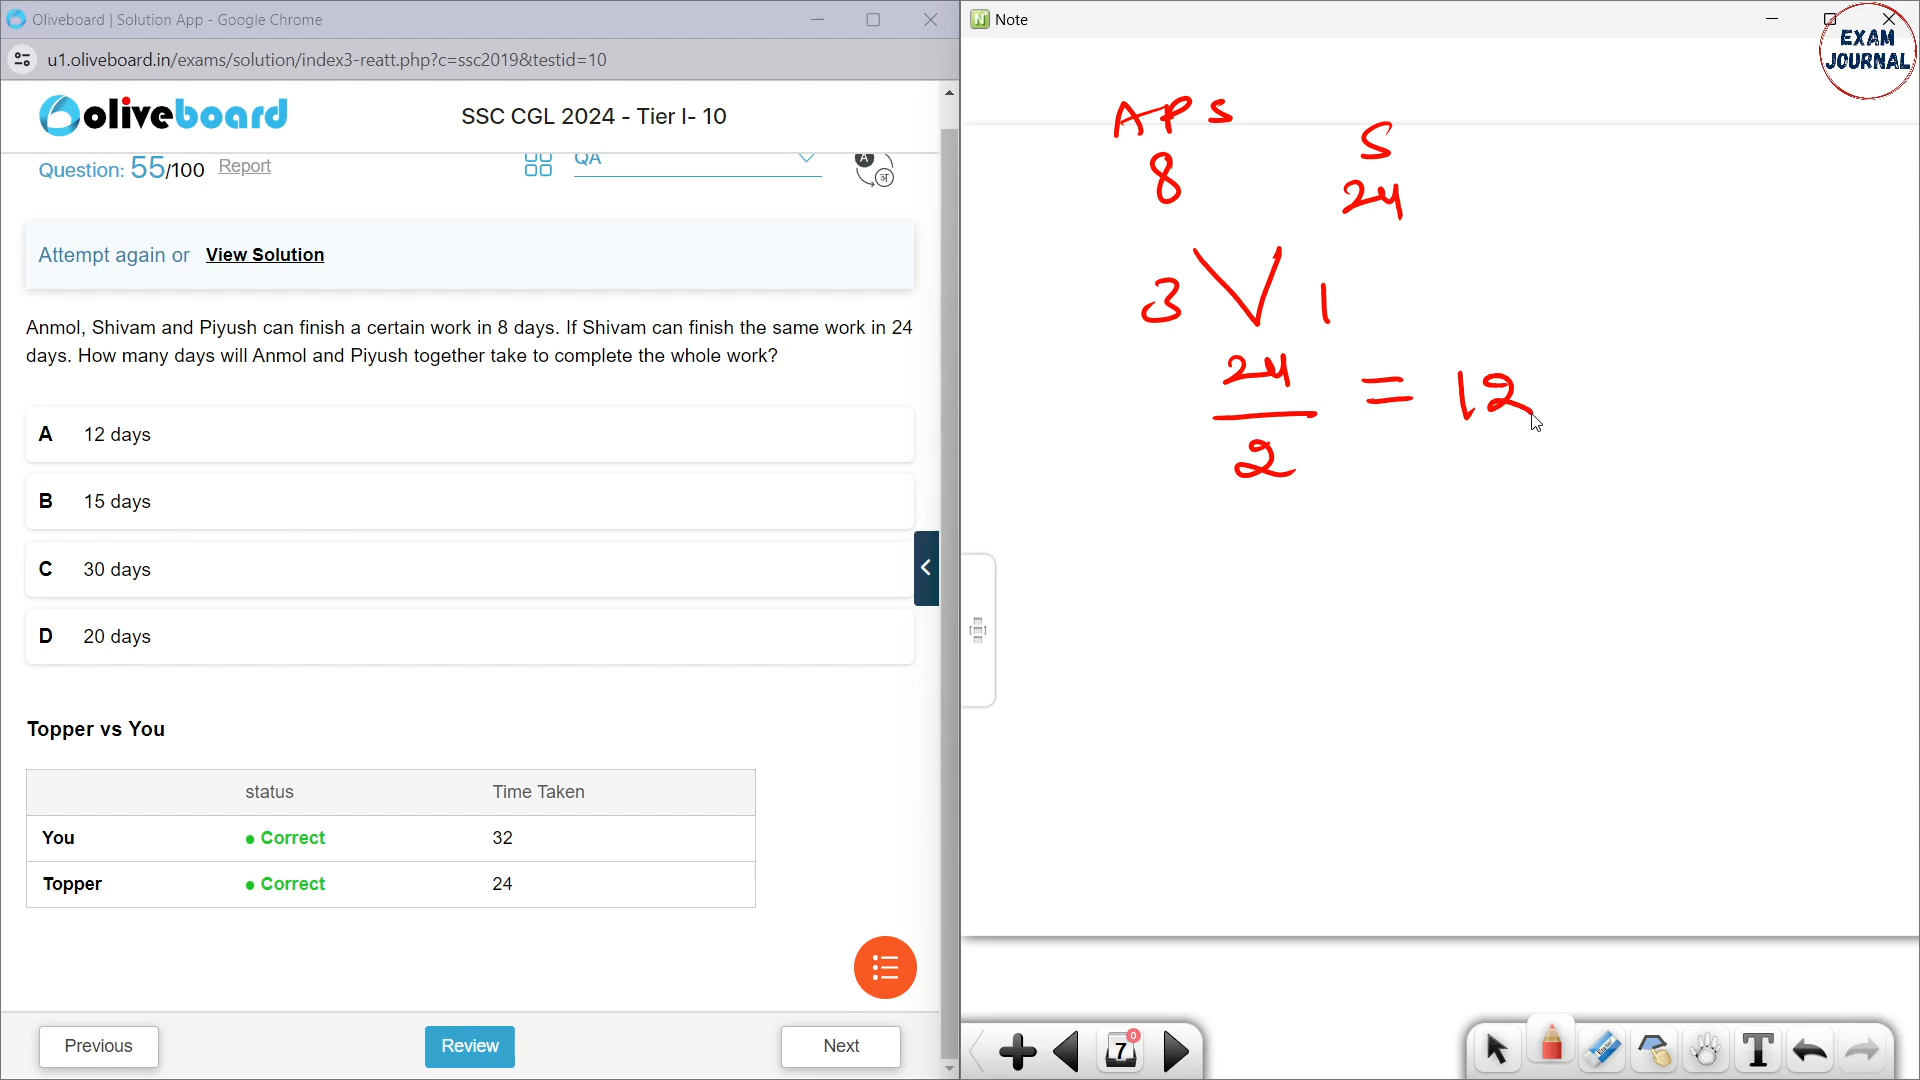 Oliveboard | Solution App - Google Chrome
u1.oliveboard.in/exams/solution/index3-reatt.php?c=ssc2019&testid=10
oliveboard
SSC CGL 2024 - Tier I- 10
Question: 55/100 Report
QA
A अ
Attempt again or View Solution
Anmol, Shivam and Piyush can finish a certain work in 8 days. If Shivam can finish the same work in 24
days. How many days will Anmol and Piyush together take to complete the whole work?
A 12 days
B 15 days
C 30 days
D 20 days
Topper vs You
status Time Taken
You Correct 32
Topper Correct 24
Previous Review Next
N Note
EXAM
JOURNAL
A P S
S
8
24
3 1
24
= 12
2
7 0
T